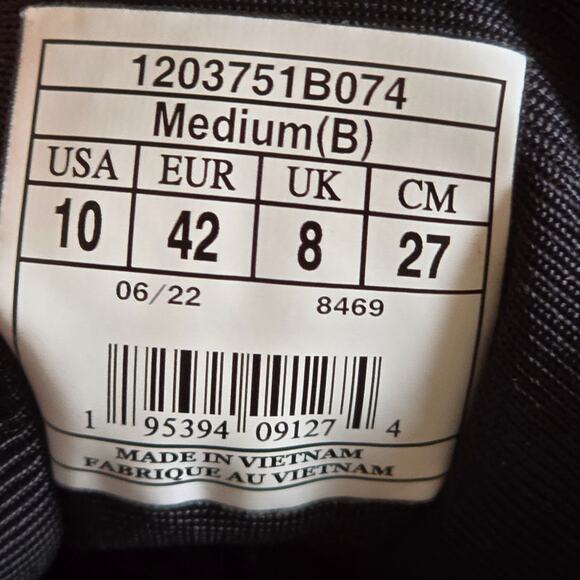 1203751B074
Medium(B)
USA EUR UK CM
10 42 8 27
06/22 8469
1 95394 09127 4
MADE IN VIETNAM
FABRIQUE AU VIETNAM